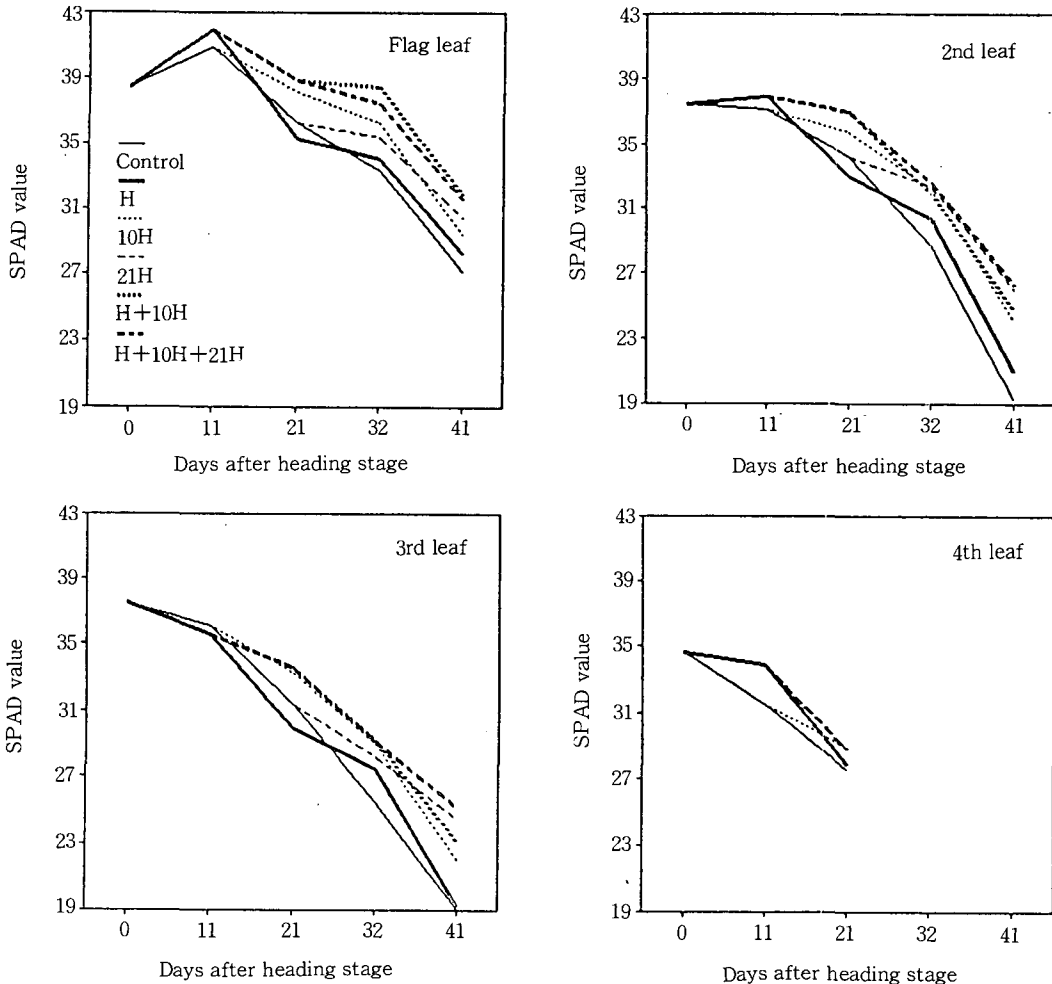 43
39
35
31
27
23
19
SPAD value
Flag leaf
Control
H
10H
21H
H+10H
H+10H+21H
0 11 21 32 41
Days after heading stage
43
39
35
31
27
23
19
SPAD value
2nd leaf
0 11 21 32 41
Days after heading stage
43
39
35
31
27
23
19
SPAD value
3rd leaf
0 11 21 32 41
Days after heading stage
43
39
35
31
27
23
19
SPAD value
4th leaf
0 11 21 32 41
Days after heading stage